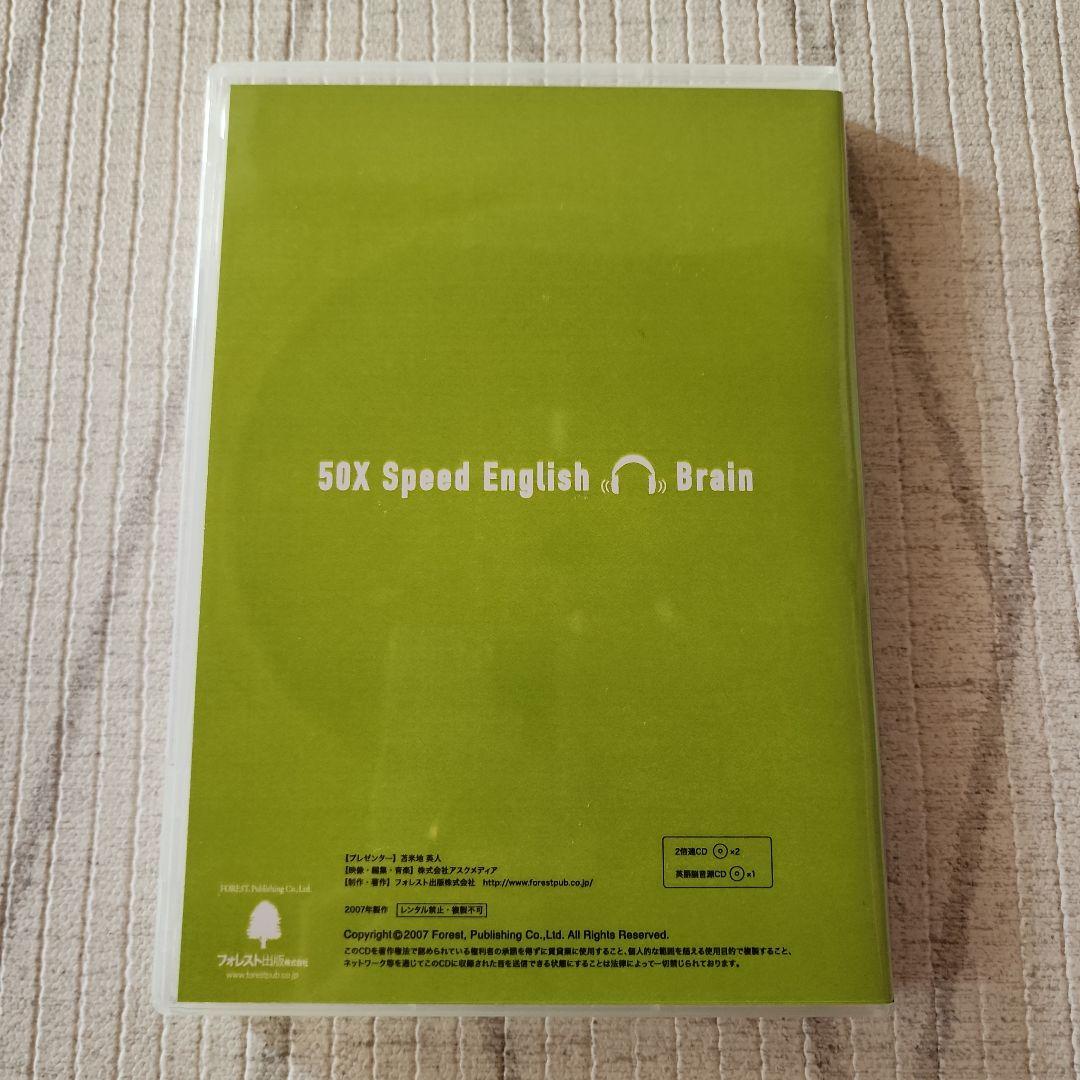 50X Speed English Brain
【プレゼンター】苫米地 英人
【映像・編集・音楽】株式会社アスクメディア
【制作・著作】フォレスト出版株式会社 http://www.forestpub.co.jp/
2007年製作 レンタル禁止・複製不可
Copyright©2007 Forest, Publishing Co.,Ltd. All Rights Reserved.
このCDを著作権法で認められている権利者の承諾を得ずに賃貸業に使用すること、個人的な範囲を超える使用目的で複製すること、
ネットワーク等を通じてこのCDに収録された音を送信できる状態にすることは法律によって一切禁じられております。
2倍速CD ×2
英語脳音源CD ×1
FOREST, Publishing Co.,Ltd.
フォレスト出版株式会社
www.forestpub.co.jp